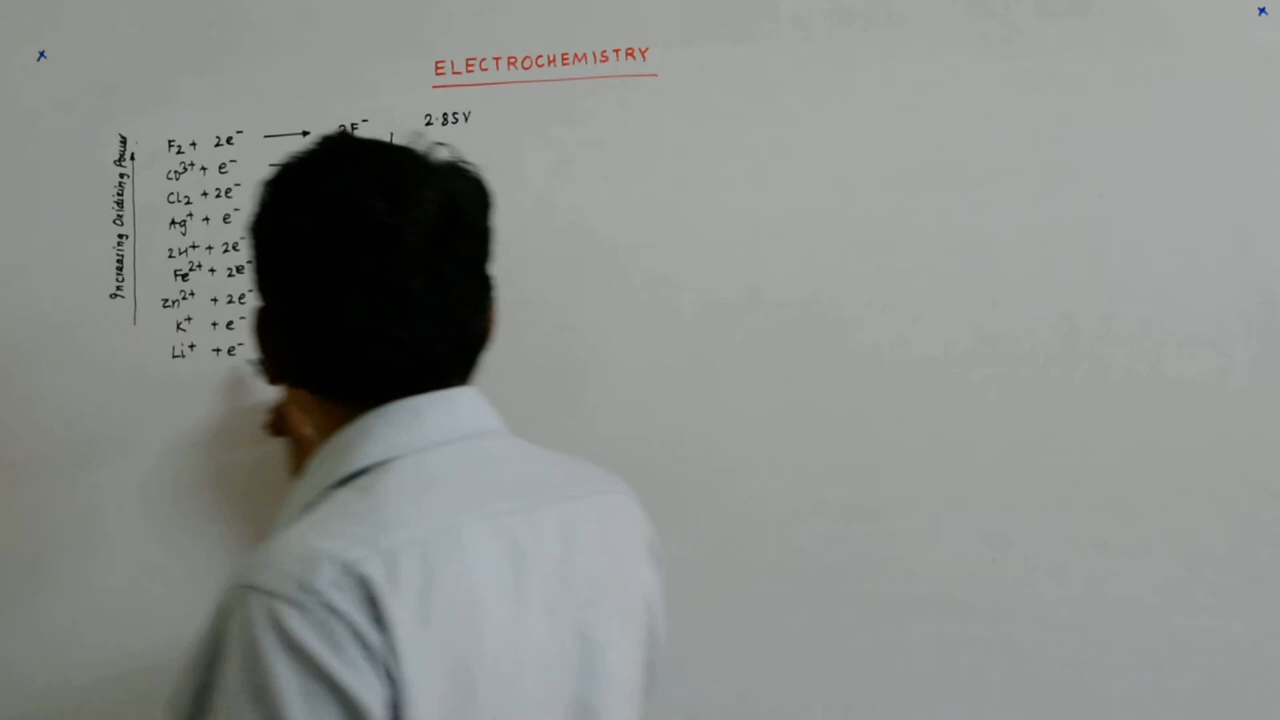 ELECTROCHEMISTRY
F₂ + 2e⁻ → 2F⁻ 2.85V
Co³⁺ + e⁻
Cl₂ + 2e⁻
Ag⁺ + e⁻
2H⁺ + 2e⁻
Fe²⁺ + 2e⁻
Zn²⁺ + 2e⁻
K⁺ + e⁻
Li⁺ + e⁻
Increasing Oxidizing Power